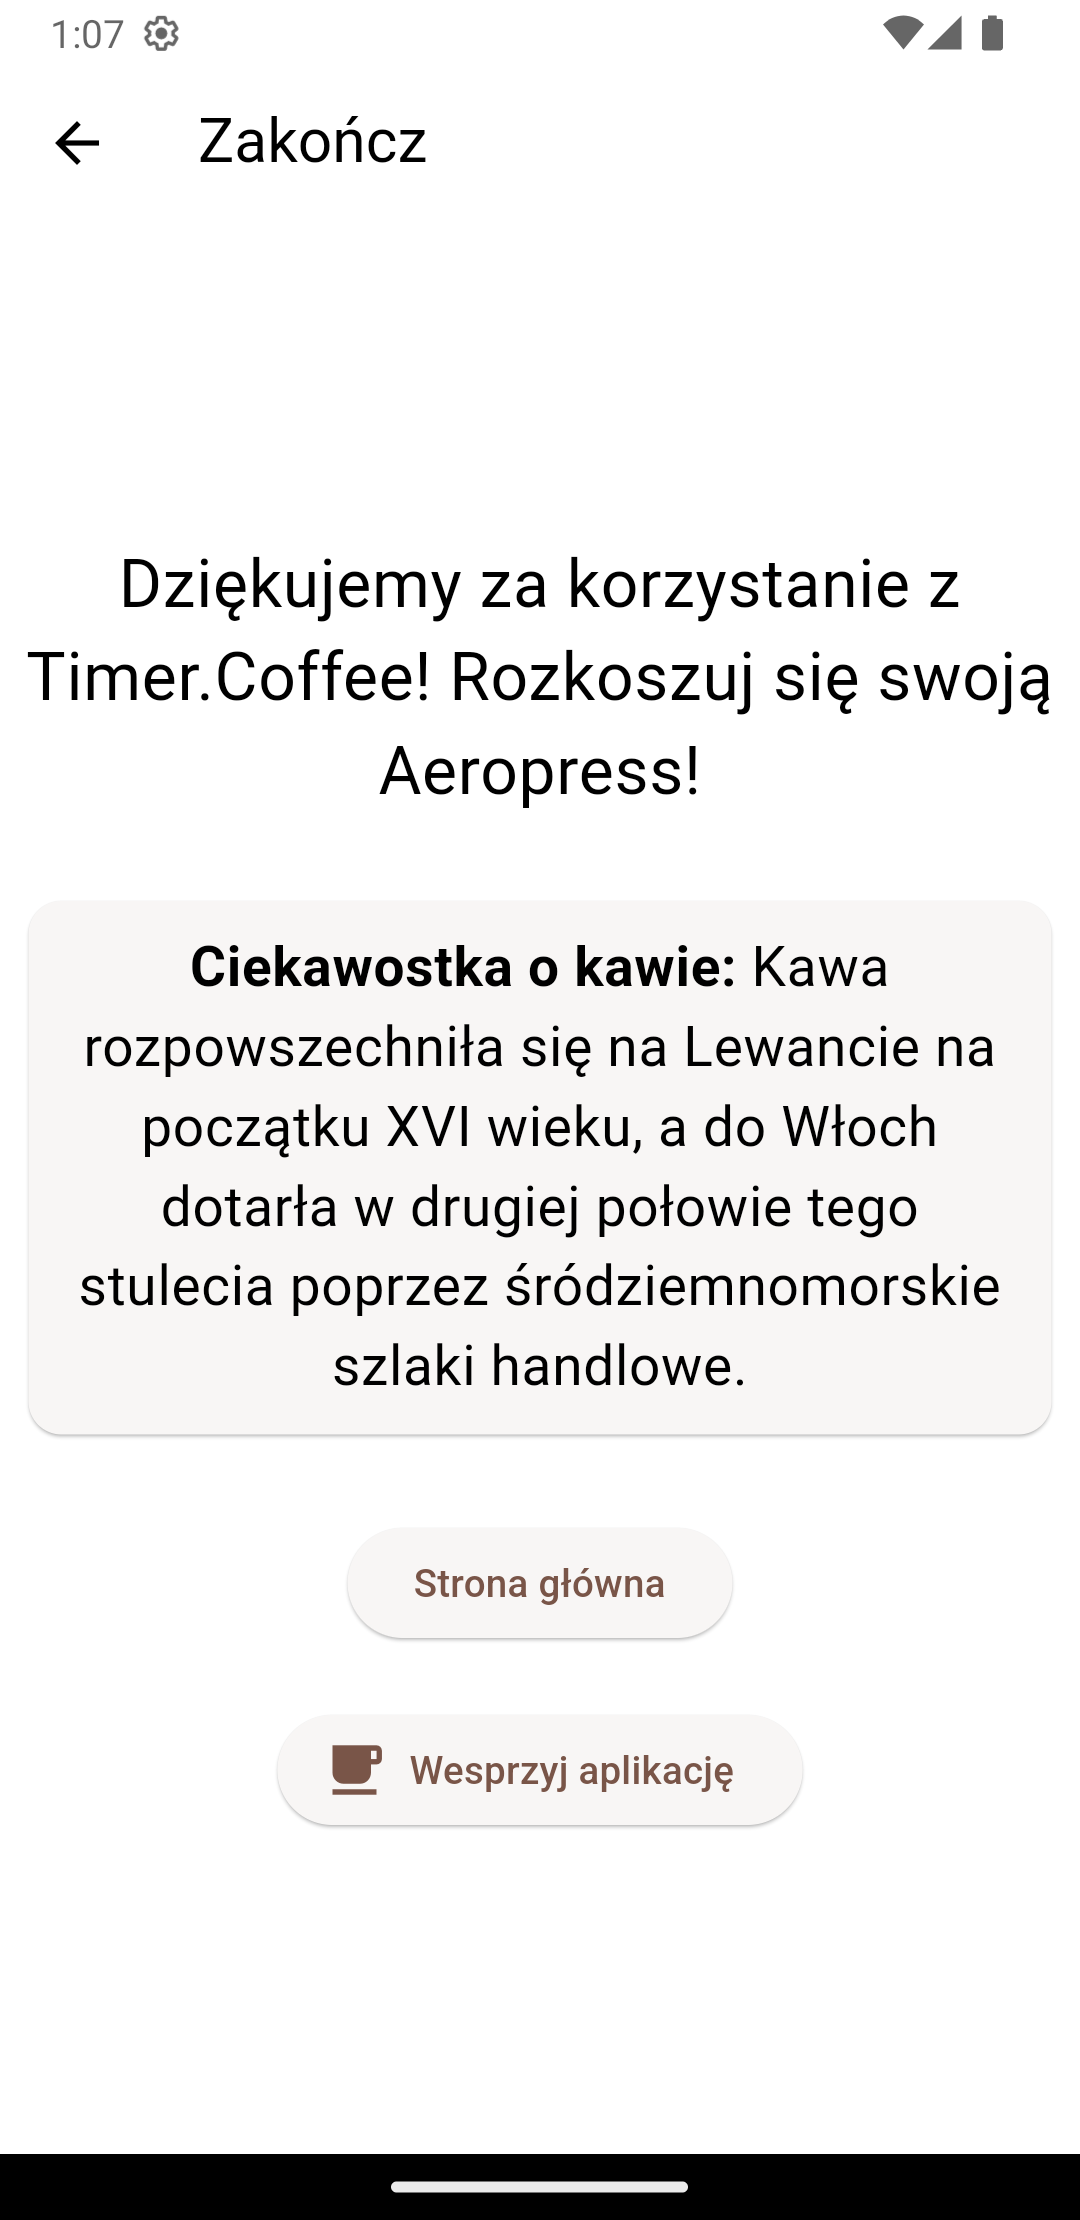 1:07
Zakończ
Dziękujemy za korzystanie z
Timer.Coffee! Rozkoszuj się swoją
Aeropress!
Ciekawostka o kawie: Kawa
rozpowszechniła się na Lewancie na
początku XVI wieku, a do Włoch
dotarła w drugiej połowie tego
stulecia poprzez śródziemnomorskie
szlaki handlowe.
Strona główna
Wesprzyj aplikację